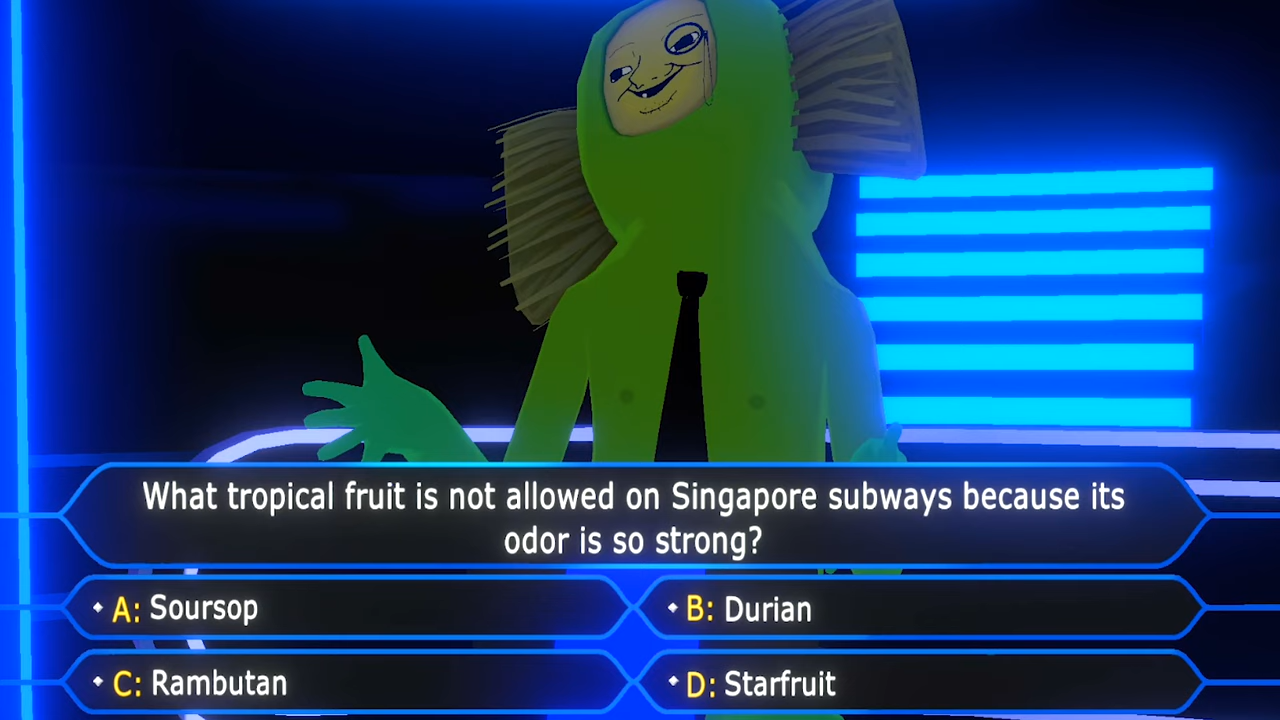 What tropical fruit is not allowed on Singapore subways because its
odor is so strong?
A: Soursop
B: Durian
C: Rambutan
D: Starfruit